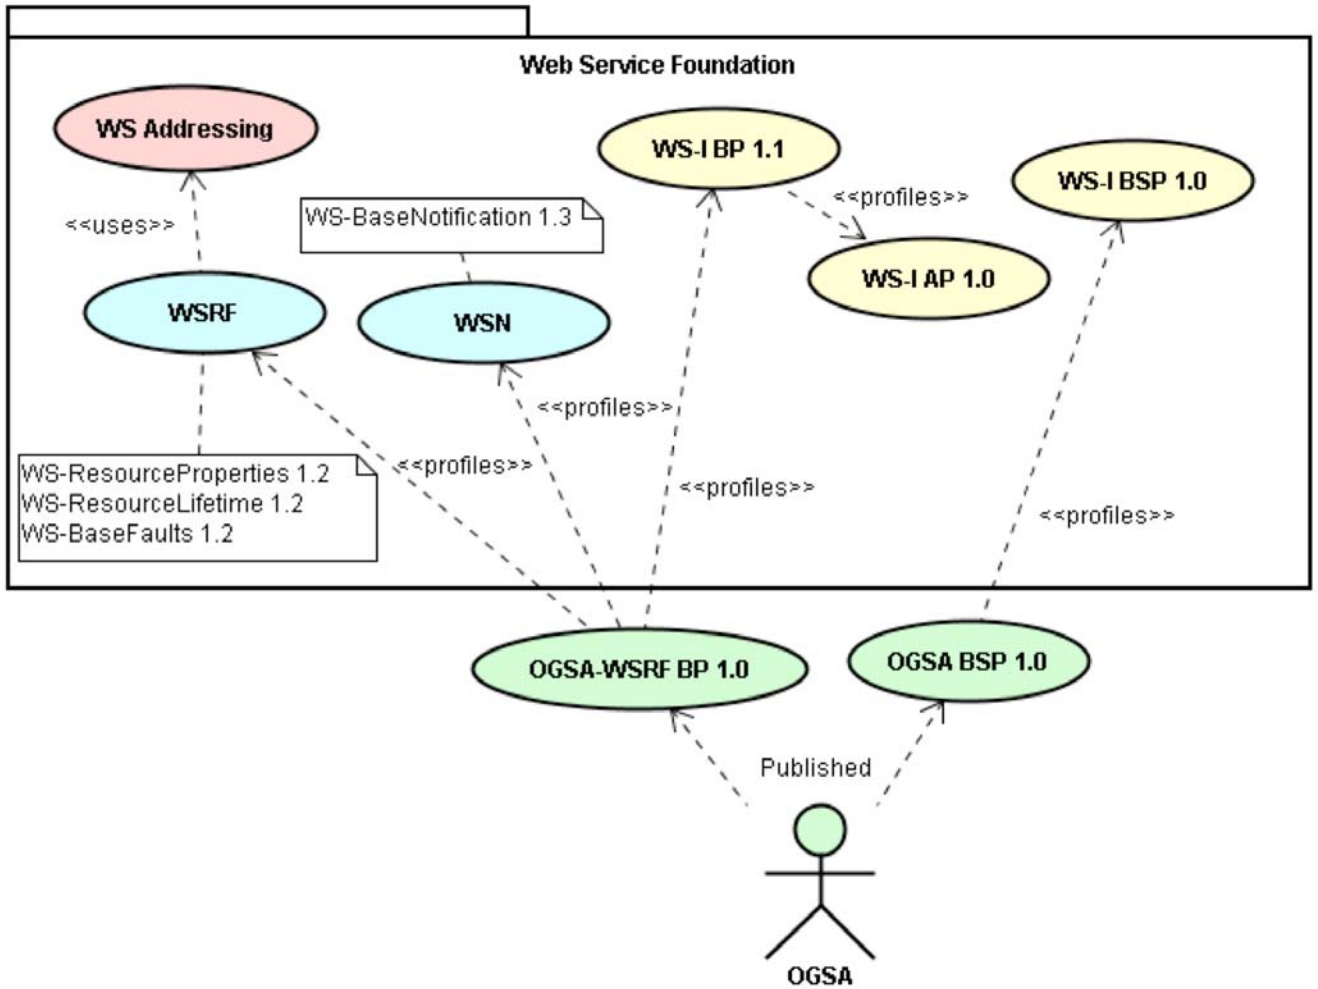 Web Service Foundation
WS Addressing
WS-I BP 1.1
WS-I BSP 1.0
<<profiles>>
<<uses>>
WS-BaseNotification 1.3
WS-I AP 1.0
WSRF
WSN
<<profiles>>
<<profiles>>
WS-ResourceProperties 1.2
WS-ResourceLifetime 1.2
WS-BaseFaults 1.2
<<profiles>>
<<profiles>>
OGSA-WSRF BP 1.0
OGSA BSP 1.0
Published
OGSA